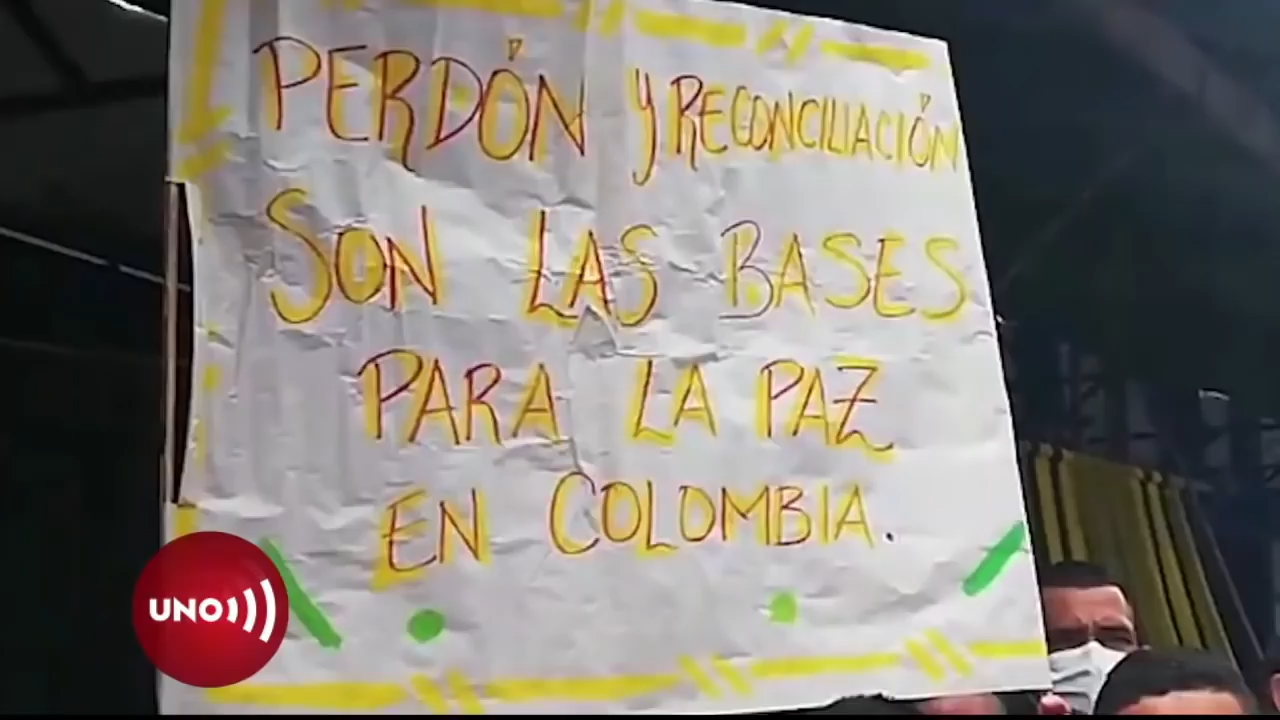 PERDÓN Y RECONCILIACIÓN
SON LAS BASES
PARA LA PAZ
EN COLOMBIA.
UNO